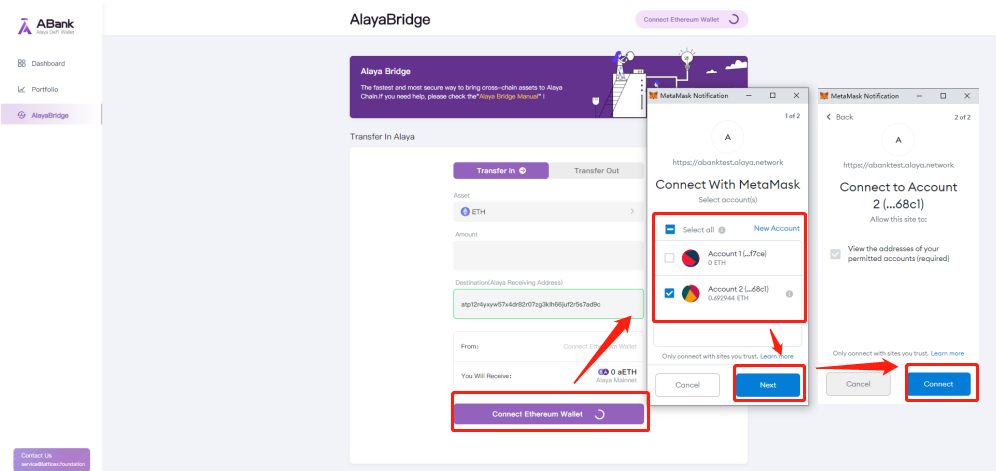 ABank
Alaya DeFi Wallet
Dashboard
Portfolio
AlayaBridge
Contact Us
service@latticex.foundation
AlayaBridge
Connect Ethereum Wallet
Alaya Bridge
The fastest and most secure way to bring cross-chain assets to Alaya
Chain.If you need help, please check the"Alaya Bridge Manual" !
Transfer In Alaya
Transfer In
Transfer Out
Asset
ETH
Amount
Destination(Alaya Receiving Address)
atp12r4yxyw57x4dr82r07zg3klh66juf2r5s7ad9c
From:
Connect Ethereum Wallet
You Will Receive:
0 aETH
Alaya Mainnet
Connect Ethereum Wallet
MetaMask Notification
1 of 2
A
https://abanktest.alaya.network
Connect With MetaMask
Select account(s)
Select all
New Account
Account 1 (...f7ce)
0 ETH
Account 2 (...68c1)
0.692944 ETH
Only connect with sites you trust. Learn more
Cancel
Next
MetaMask Notification
Back
2 of 2
A
https://abanktest.alaya.network
Connect to Account
2 (...68c1)
Allow this site to:
View the addresses of your
permitted accounts (required)
Only connect with sites you trust. Learn more
Cancel
Connect